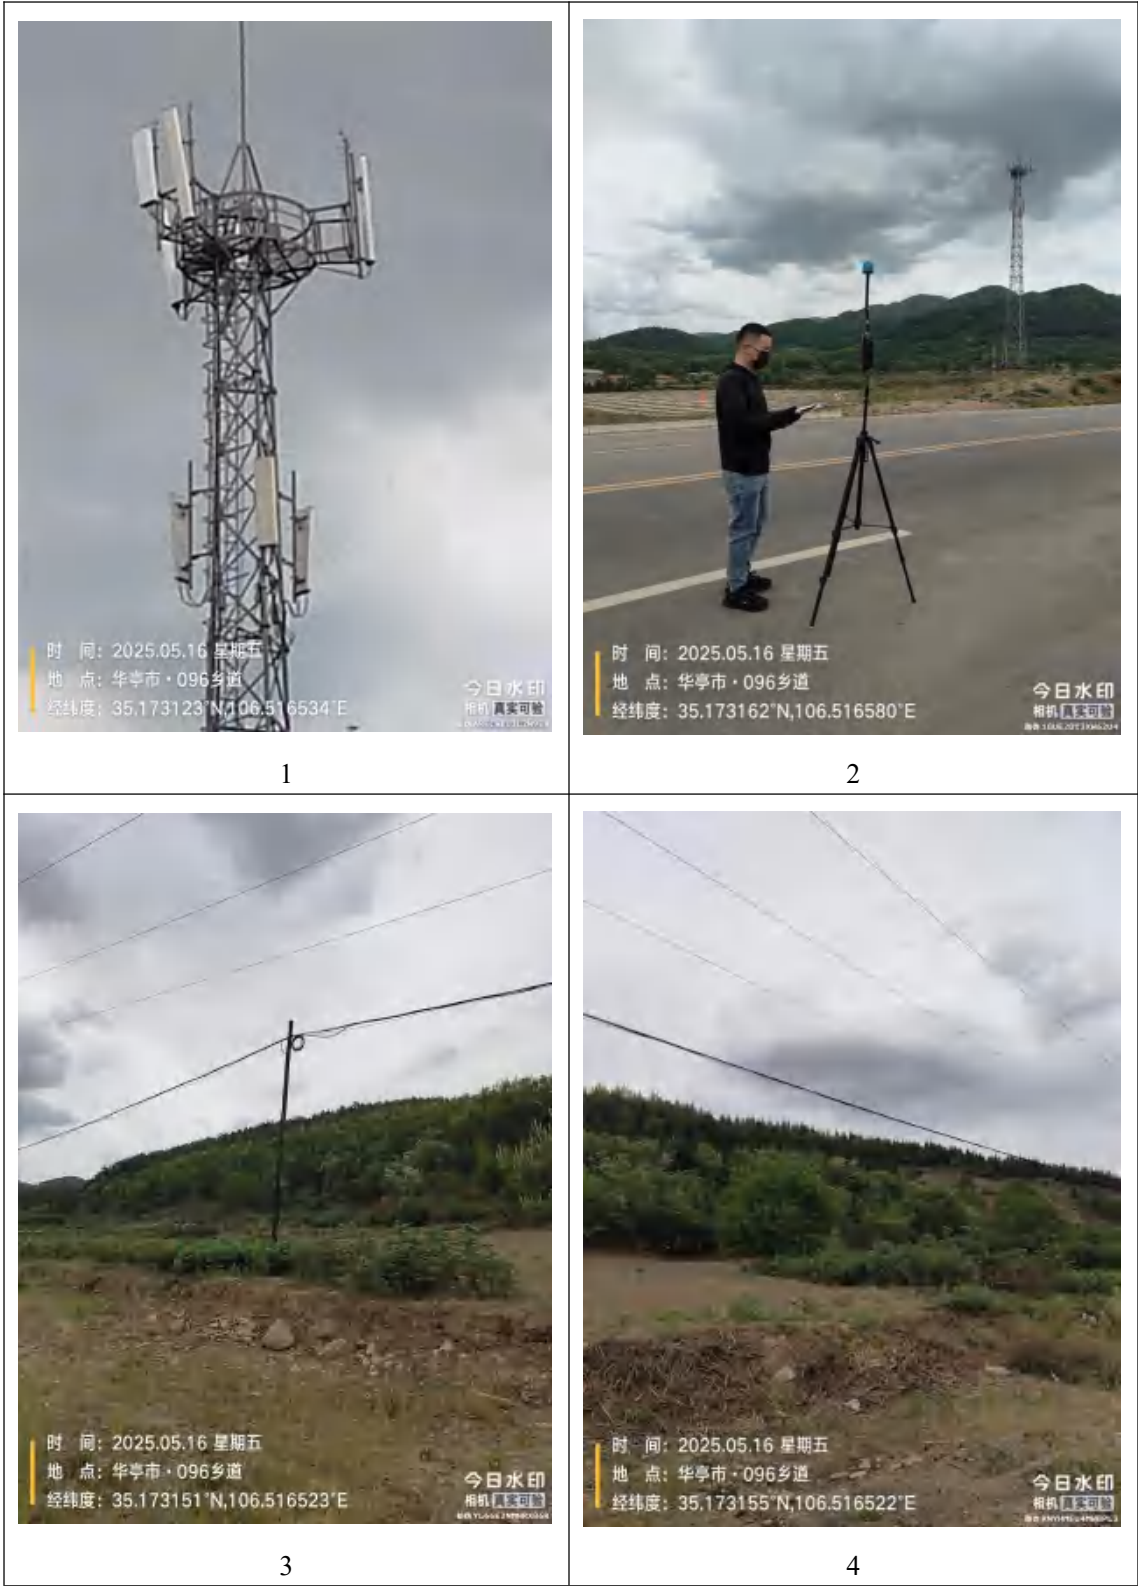 时 间：2025.05.16 星期五
地 点：华亭市·096乡道
经纬度：35.173123°N,106.516534°E
今日水印
相机 真实可验
1
时 间：2025.05.16 星期五
地 点：华亭市·096乡道
经纬度：35.173162°N,106.516580°E
今日水印
相机 真实可验
2
时 间：2025.05.16 星期五
地 点：华亭市·096乡道
经纬度：35.173151°N,106.516523°E
今日水印
相机 真实可验
3
时 间：2025.05.16 星期五
地 点：华亭市·096乡道
经纬度：35.173155°N,106.516522°E
今日水印
相机 真实可验
4